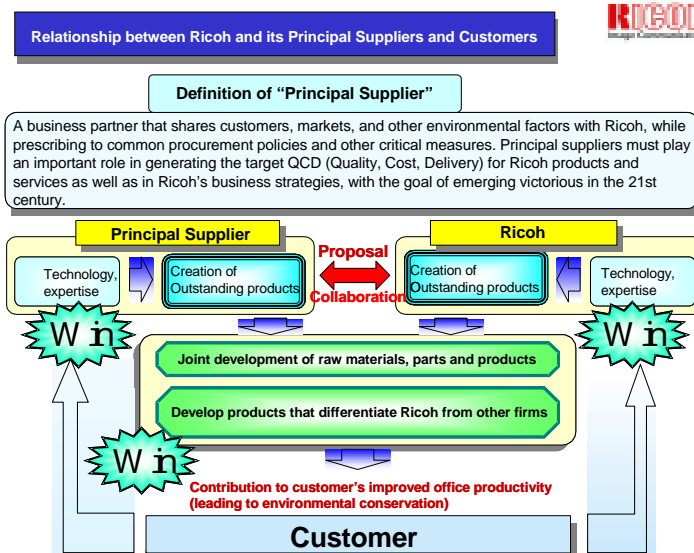 Relationship between Ricoh and its Principal Suppliers and Customers
Definition of “Principal Supplier”
A business partner that shares customers, markets, and other environmental factors with Ricoh, while
prescribing to common procurement policies and other critical measures. Principal suppliers must play
an important role in generating the target QCD (Quality, Cost, Delivery) for Ricoh products and
services as well as in Ricoh’s business strategies, with the goal of emerging victorious in the 21st
century.
Principal Supplier
Ricoh
Technology,
expertise
Creation of
Outstanding products
Proposal
Collaboration
Creation of
Outstanding products
Technology,
expertise
Win
Win
Joint development of raw materials, parts and products
Develop products that differentiate Ricoh from other firms
Win
Contribution to customer’s improved office productivity
(leading to environmental conservation)
Customer